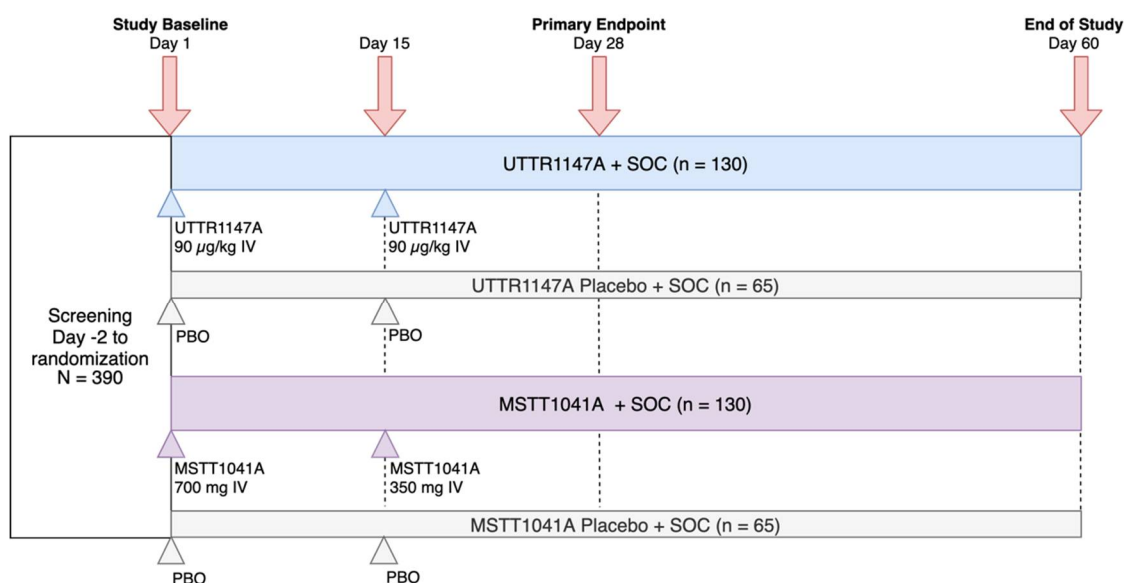 Study Baseline
Day 1
Day 15
Primary Endpoint
Day 28
End of Study
Day 60
UTTR1147A + SOC (n = 130)
UTTR1147A
90 µg/kg IV
UTTR1147A
90 µg/kg IV
UTTR1147A Placebo + SOC (n = 65)
PBO
PBO
Screening
Day -2 to
randomization
N = 390
MSTT1041A + SOC (n = 130)
MSTT1041A
700 mg IV
MSTT1041A
350 mg IV
MSTT1041A Placebo + SOC (n = 65)
PBO
PBO